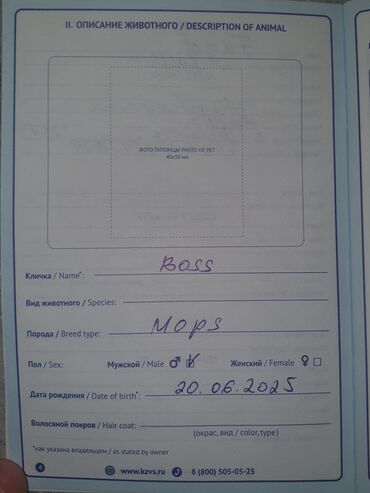 II. ОПИСАНИЕ ЖИВОТНОГО / DESCRIPTION OF ANIMAL
ФОТО ПИТОМЦА/ PHOTO OF PET
40x50 мм
Кличка / Name*: Boss
Вид животного / Species:
Порода / Breed type: Mops
Пол / Sex: Мужской / Male ♂ ☑ Женский / Female ♀ ☐
Дата рождения / Date of birth*: 20.06.2025
Волосяной покров / Hair coat:
(окрас, вид / color, type)
*как указана владельцем / as stated by owner
4 www.kzvs.ru 8 (800) 505-05-25